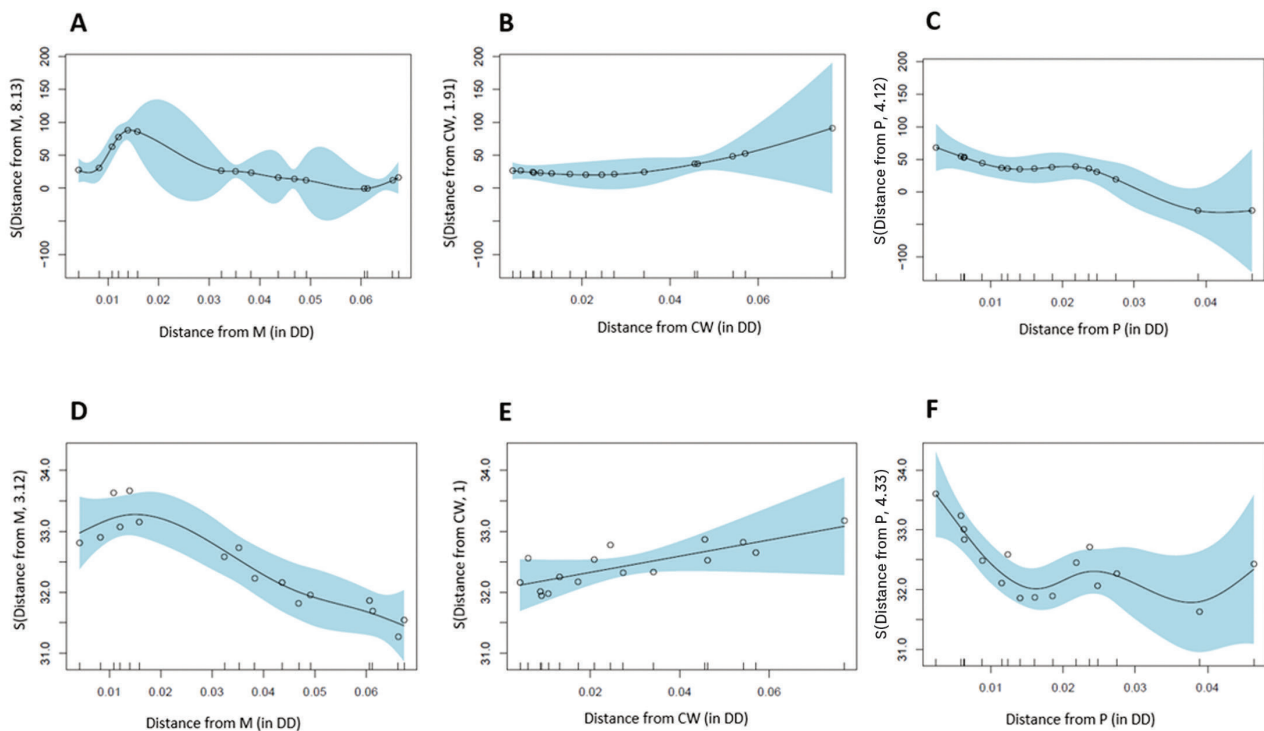 A
S(Distance from M, 8.13)
200
150
100
50
0
−100
0.01 0.02 0.03 0.04 0.05 0.06
Distance from M (in DD)
B
S(Distance from CW, 1.91)
200
150
100
50
0
−100
0.02 0.04 0.06
Distance from CW (in DD)
C
S(Distance from P, 4.12)
200
150
100
50
0
−100
0.01 0.02 0.03 0.04
Distance from P (in DD)
D
S(Distance from M, 3.12)
34.0
33.0
32.0
31.0
0.01 0.02 0.03 0.04 0.05 0.06
Distance from M (in DD)
E
S(Distance from CW, 1)
34.0
33.0
32.0
31.0
0.02 0.04 0.06
Distance from CW (in DD)
F
S(Distance from P, 4.33)
34.0
33.0
32.0
31.0
0.01 0.02 0.03 0.04
Distance from P (in DD)